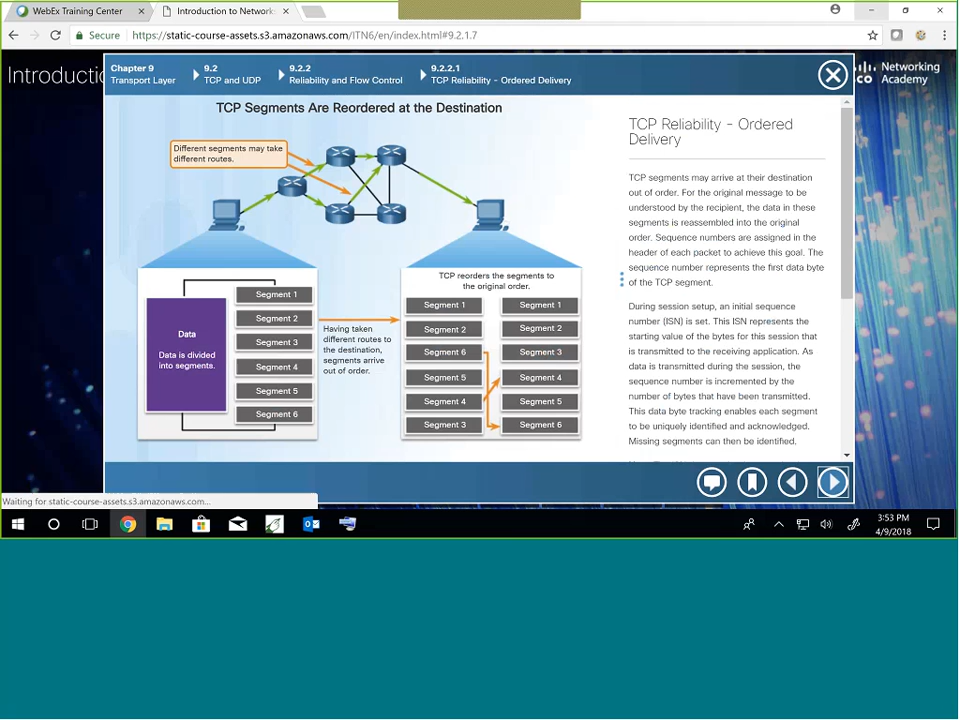 WebEx Training Center
Introduction to Network
Secure
https://static-course-assets.s3.amazonaws.com/ITN6/en/index.html#9.2.1.7
Introductio
Chapter 9
Transport Layer
9.2
TCP and UDP
9.2.2
Reliability and Flow Control
9.2.2.1
TCP Reliability - Ordered Delivery
Networking
Academy
TCP Segments Are Reordered at the Destination
Different segments may take
different routes.
Data
Data is divided
into segments.
Segment 1
Segment 2
Segment 3
Segment 4
Segment 5
Segment 6
Having taken
different routes to
the destination,
segments arrive
out of order.
TCP reorders the segments to
the original order.
Segment 1
Segment 2
Segment 6
Segment 5
Segment 4
Segment 3
Segment 1
Segment 2
Segment 3
Segment 4
Segment 5
Segment 6
TCP Reliability - Ordered
Delivery
TCP segments may arrive at their destination
out of order. For the original message to be
understood by the recipient, the data in these
segments is reassembled into the original
order. Sequence numbers are assigned in the
header of each packet to achieve this goal. The
sequence number represents the first data byte
of the TCP segment.
During session setup, an initial sequence
number (ISN) is set. This ISN represents the
starting value of the bytes for this session that
is transmitted to the receiving application. As
data is transmitted during the session, the
sequence number is incremented by the
number of bytes that have been transmitted.
This data byte tracking enables each segment
to be uniquely identified and acknowledged.
Missing segments can then be identified.
Waiting for static-course-assets.s3.amazonaws.com...
3:53 PM
4/9/2018